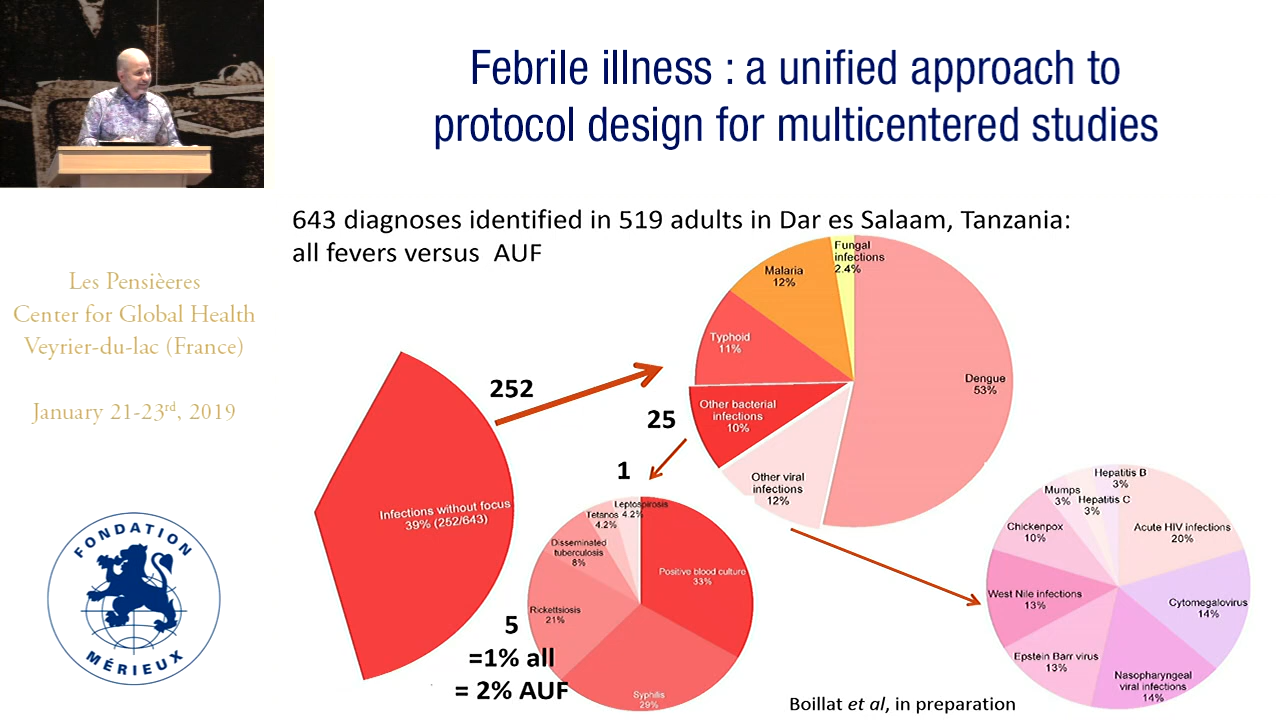 Febrile illness : a unified approach to
protocol design for multicentered studies
643 diagnoses identified in 519 adults in Dar es Salaam, Tanzania:
all fevers versus  AUF
Les Pensièeres
Center for Global Health
Veyrier-du-lac (France)
January 21-23rd, 2019
FONDATION
MÉRIEUX
Infections without focus
39% (252/643)
252
Fungal
infections
2.4%
Malaria
12%
Typhoid
11%
Dengue
53%
Other bacterial
infections
10%
Other viral
infections
12%
25
1
Leptospirosis
4.2%
Tetanos
4.2%
Disseminated
tuberculosis
8%
Positive blood culture
33%
Rickettsiosis
21%
Syphilis
29%
5
=1% all
= 2% AUF
Hepatitis B
3%
Mumps
3%
Hepatitis C
3%
Chickenpox
10%
Acute HIV infections
20%
West Nile infections
13%
Cytomegalovirus
14%
Epstein Barr virus
13%
Nasopharyngeal
viral infections
14%
Boillat et al, in preparation